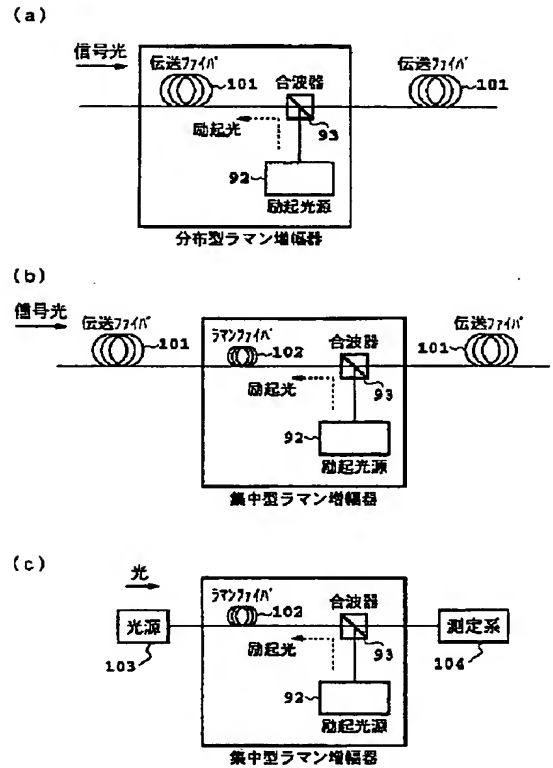 (a)
信号光
伝送ファイバ
101
合波器
93
励起光
92
励起光源
伝送ファイバ
101
分布型ラマン増幅器
(b)
信号光
伝送ファイバ
101
ラマンファイバ
102
合波器
93
励起光
92
励起光源
伝送ファイバ
101
集中型ラマン増幅器
(c)
光
光源
103
ラマンファイバ
102
合波器
93
励起光
92
励起光源
測定系
104
集中型ラマン増幅器